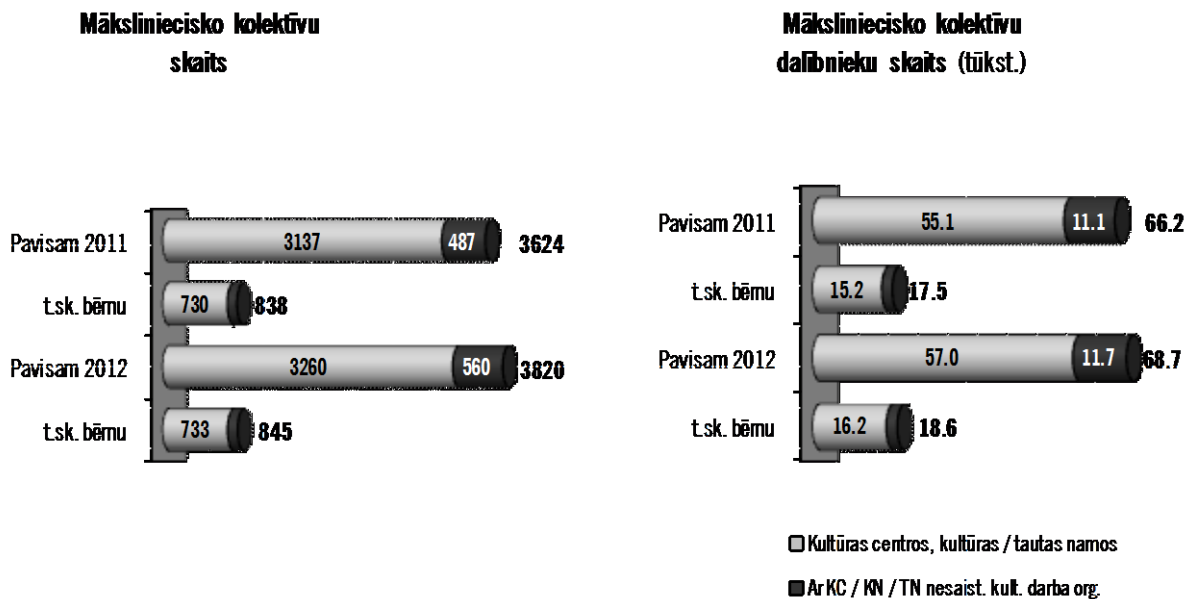 Māksliniecisko kolektīvu
skaits
Pavisam 2011
3137
487
3624
t.sk. bērnu
730
838
Pavisam 2012
3260
560
3820
t.sk. bērnu
733
845
Māksliniecisko kolektīvu
dalībnieku skaits (tūkst.)
Pavisam 2011
55.1
11.1
66.2
t.sk. bērnu
15.2
17.5
Pavisam 2012
57.0
11.7
68.7
t.sk. bērnu
16.2
18.6
Kultūras centros, kultūras / tautas namos
Ar KC / KN / TN nesaist. kult. darba org.